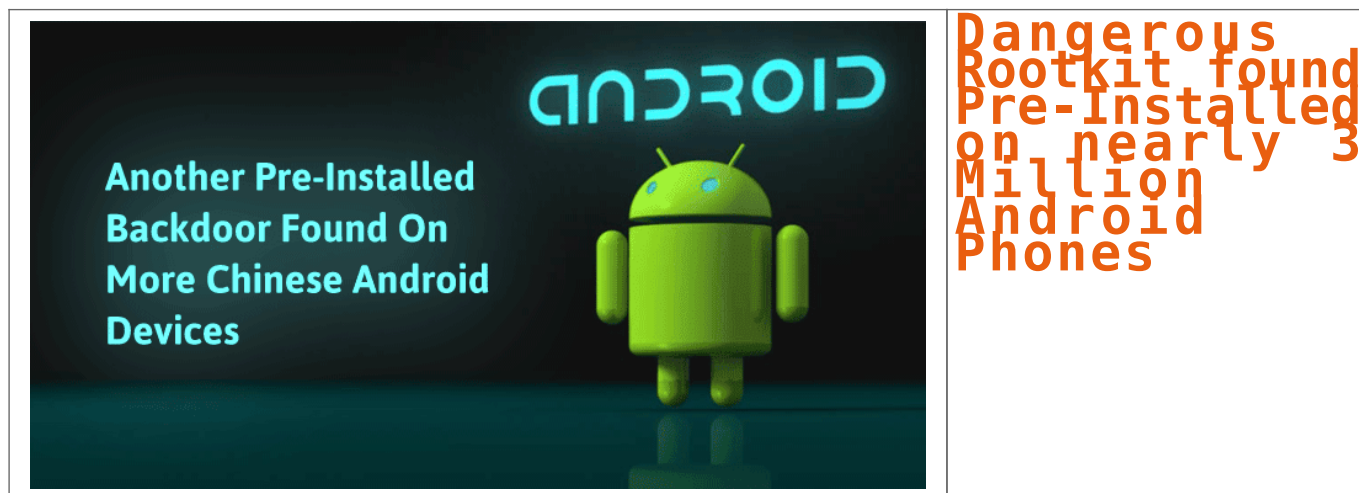 ANDROID
Another Pre-Installed
Backdoor Found On
More Chinese Android
Devices
Dangerous
Rootkit found
Pre-Installed
on nearly 3
Million
Android
Phones